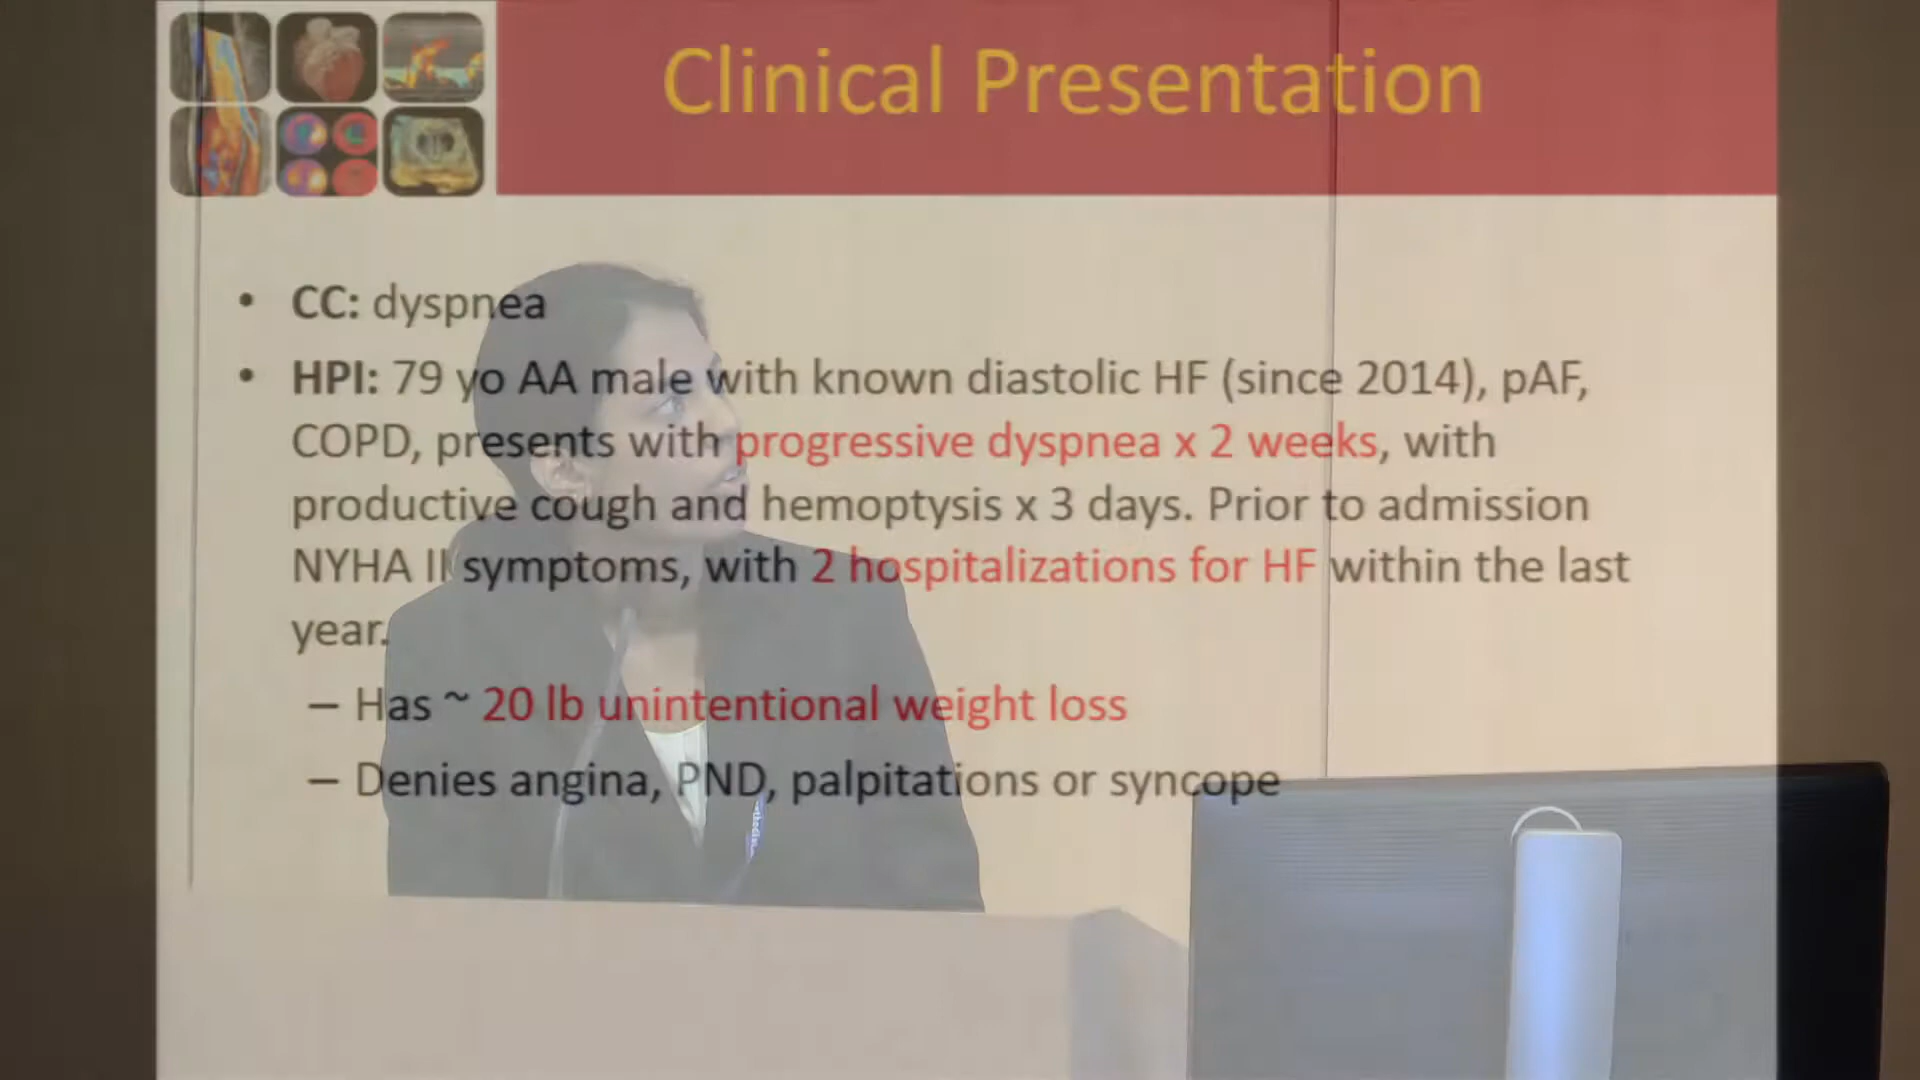 Clinical Presentation
• CC: dyspnea
• HPI: 79 yo AA male with known diastolic HF (since 2014), pAF,
COPD, presents with progressive dyspnea x 2 weeks, with
productive cough and hemoptysis x 3 days. Prior to admission
NYHA II symptoms, with 2 hospitalizations for HF within the last
year.
– Has ~ 20 lb unintentional weight loss
– Denies angina, PND, palpitations or syncope